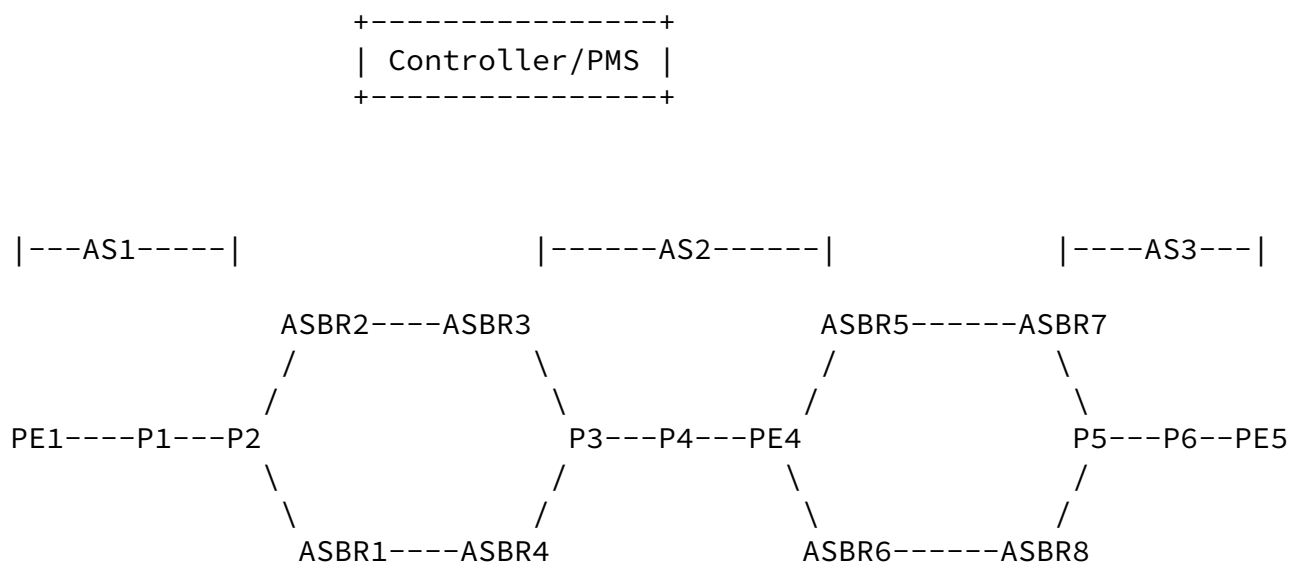 +----------------+
| Controller/PMS |
+----------------+
|---AS1-----| |------AS2------| |----AS3---|
ASBR2----ASBR3 ASBR5------ASBR7
/ \ / \
/ \ / \
/ \ / \
PE1----P1---P2 P3---P4---PE4 P5---P6--PE5
\ / \ /
\ / \ /
\ / \ /
ASBR1----ASBR4 ASBR6------ASBR8